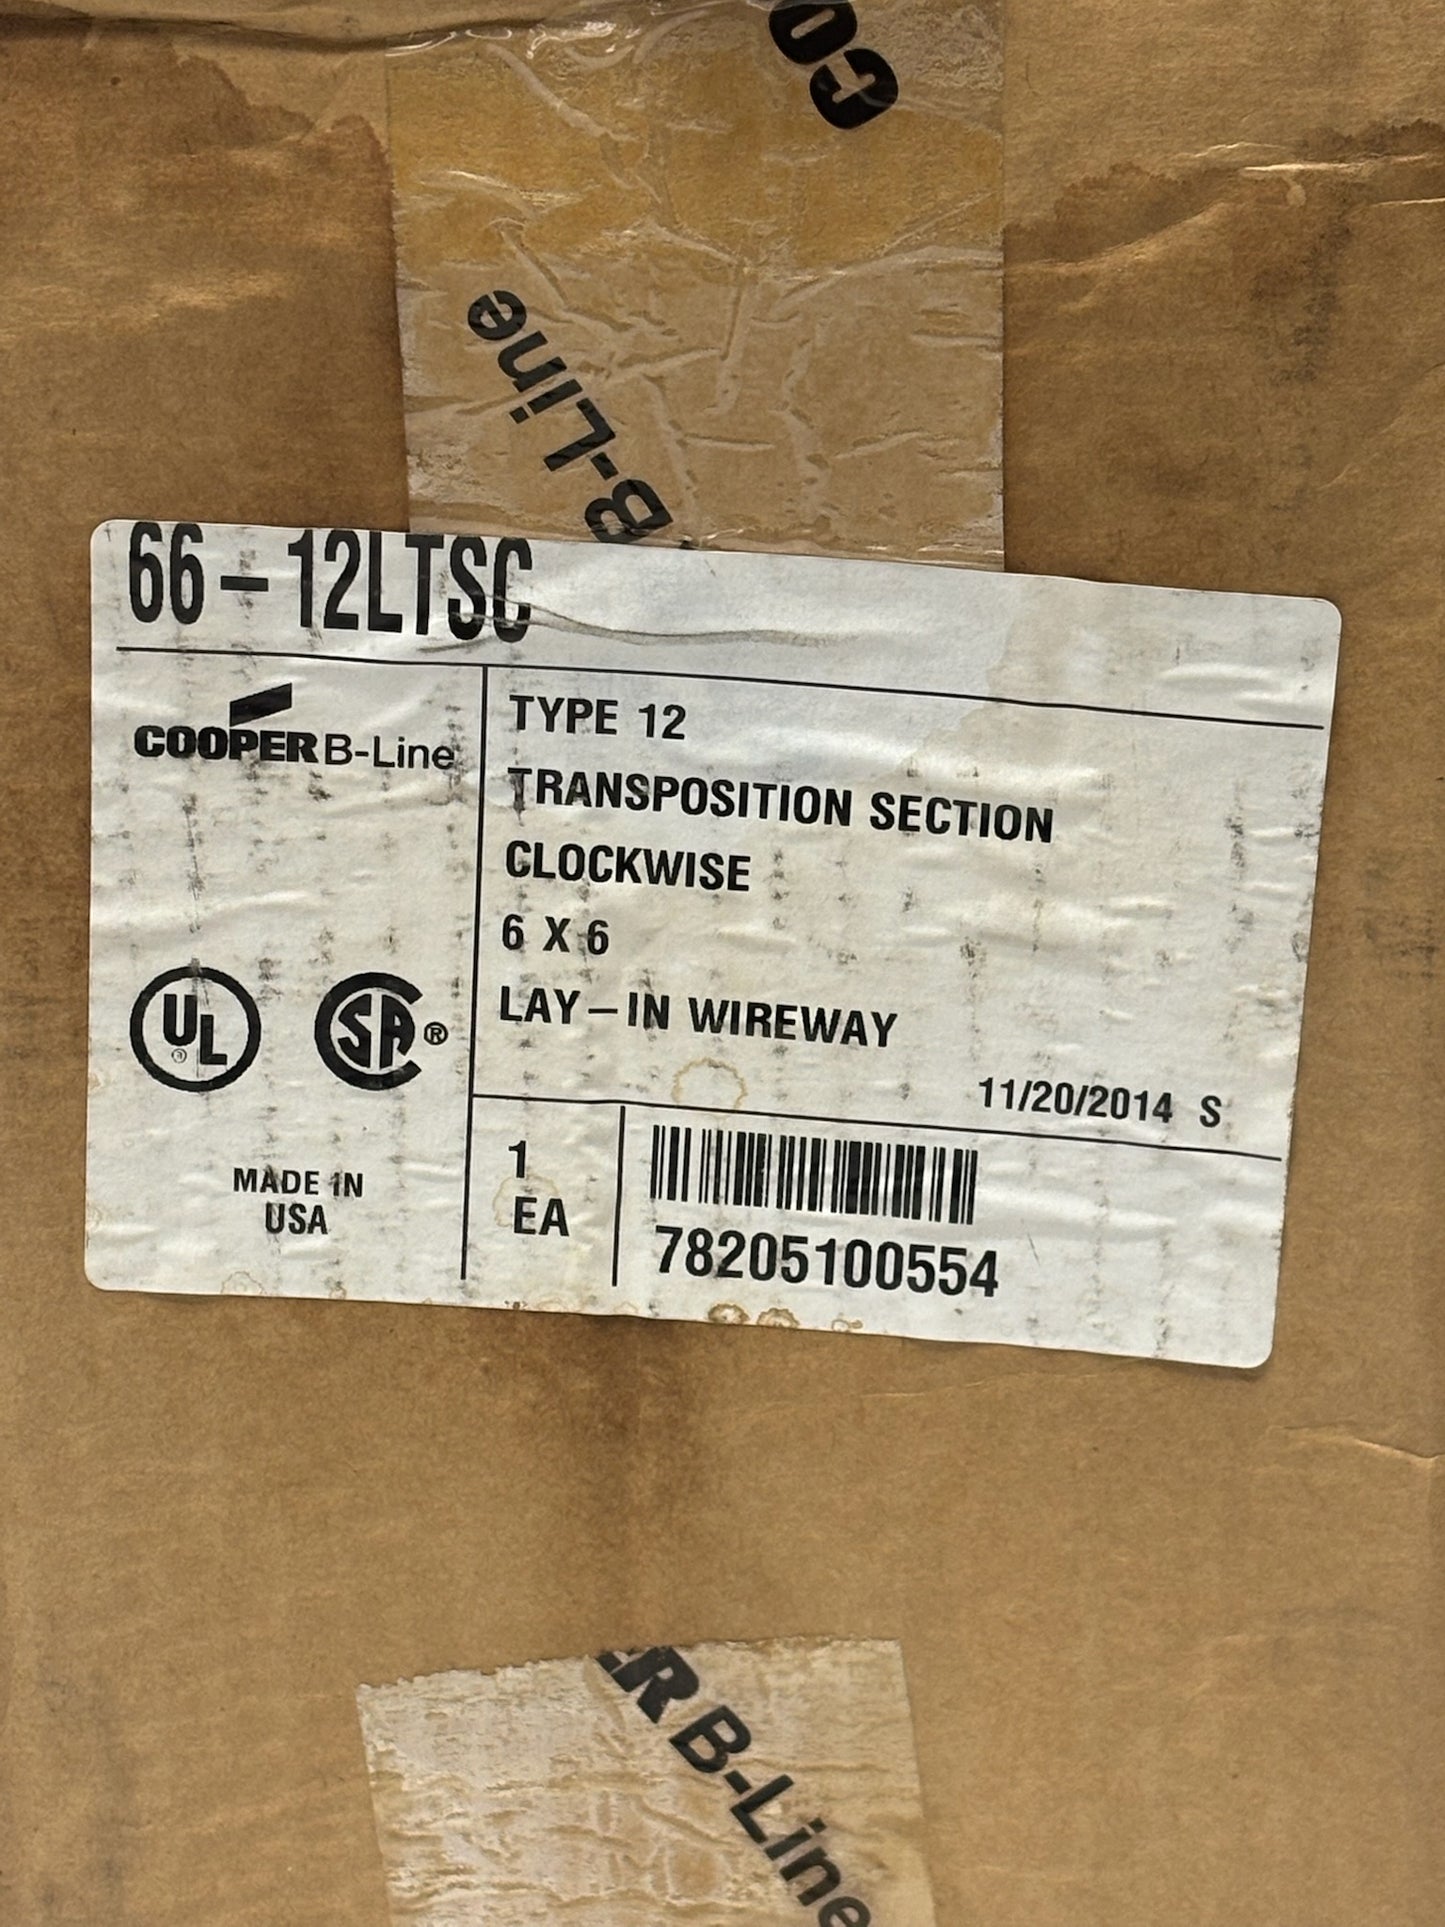 CO
B-Line
66-12LTSC
COOPER B-Line
TYPE 12
TRANSPOSITION SECTION
CLOCKWISE
6 X 6
LAY-IN WIREWAY
UL
SA®
11/20/2014 S
MADE IN
USA
1
EA
78205100554
ER B-Line